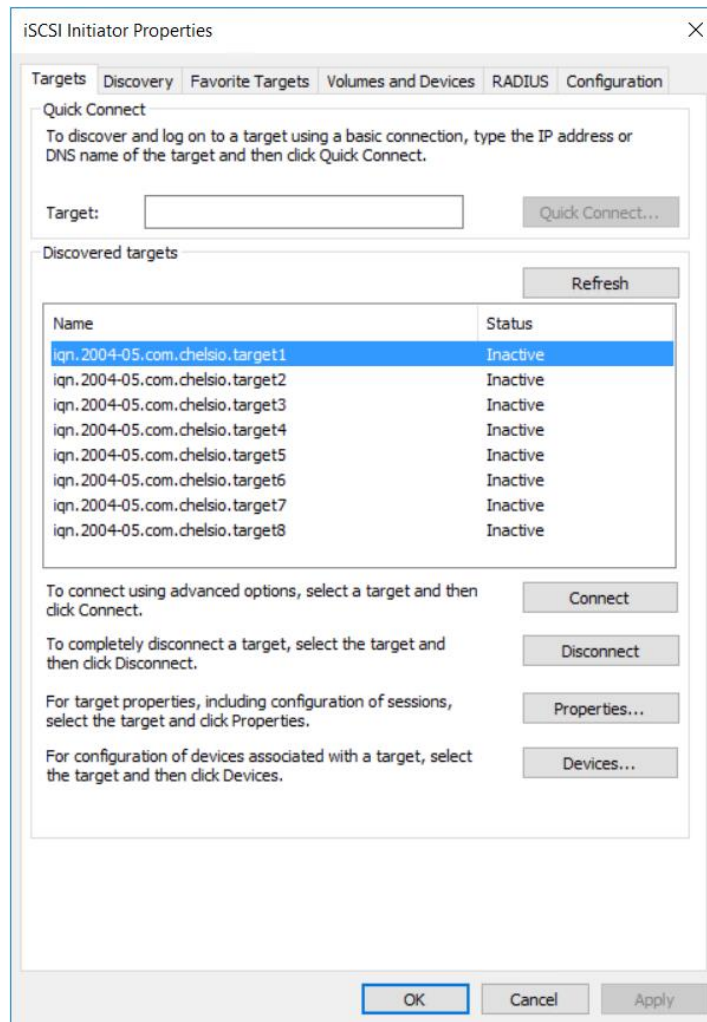 iSCSI Initiator Properties
Targets Discovery Favorite Targets Volumes and Devices RADIUS Configuration
Quick Connect
To discover and log on to a target using a basic connection, type the IP address or
DNS name of the target and then click Quick Connect.
Target:
Quick Connect...
Discovered targets
Refresh
Name Status
iqn.2004-05.com.chelsio.target1 Inactive
iqn.2004-05.com.chelsio.target2 Inactive
iqn.2004-05.com.chelsio.target3 Inactive
iqn.2004-05.com.chelsio.target4 Inactive
iqn.2004-05.com.chelsio.target5 Inactive
iqn.2004-05.com.chelsio.target6 Inactive
iqn.2004-05.com.chelsio.target7 Inactive
iqn.2004-05.com.chelsio.target8 Inactive
To connect using advanced options, select a target and then
click Connect.
Connect
To completely disconnect a target, select the target and
then click Disconnect.
Disconnect
For target properties, including configuration of sessions,
select the target and click Properties.
Properties...
For configuration of devices associated with a target, select
the target and then click Devices.
Devices...
OK Cancel Apply